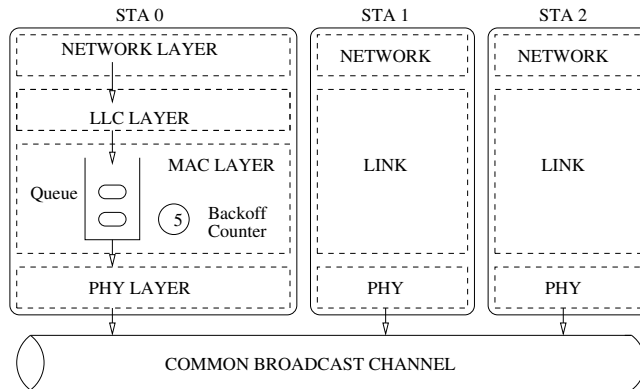 STA 0
STA 1
STA 2
NETWORK LAYER
NETWORK
NETWORK
LLC LAYER
MAC LAYER
Queue
5
Backoff
Counter
LINK
LINK
PHY LAYER
PHY
PHY
COMMON BROADCAST CHANNEL